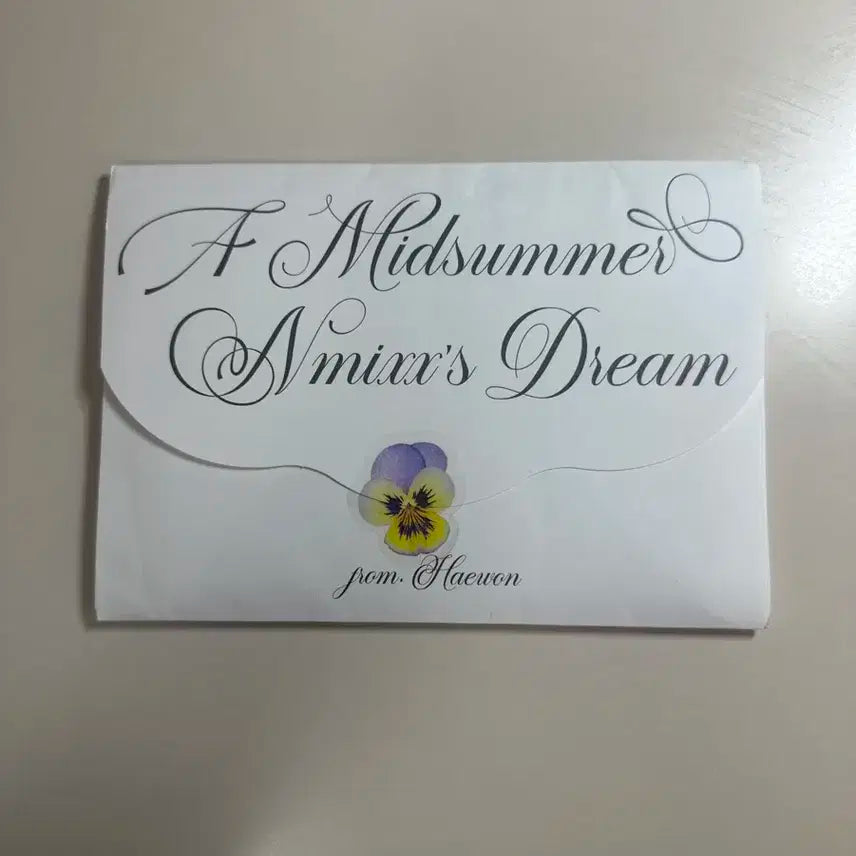 A Midsummer
Nmixx's Dream
from. Haewon